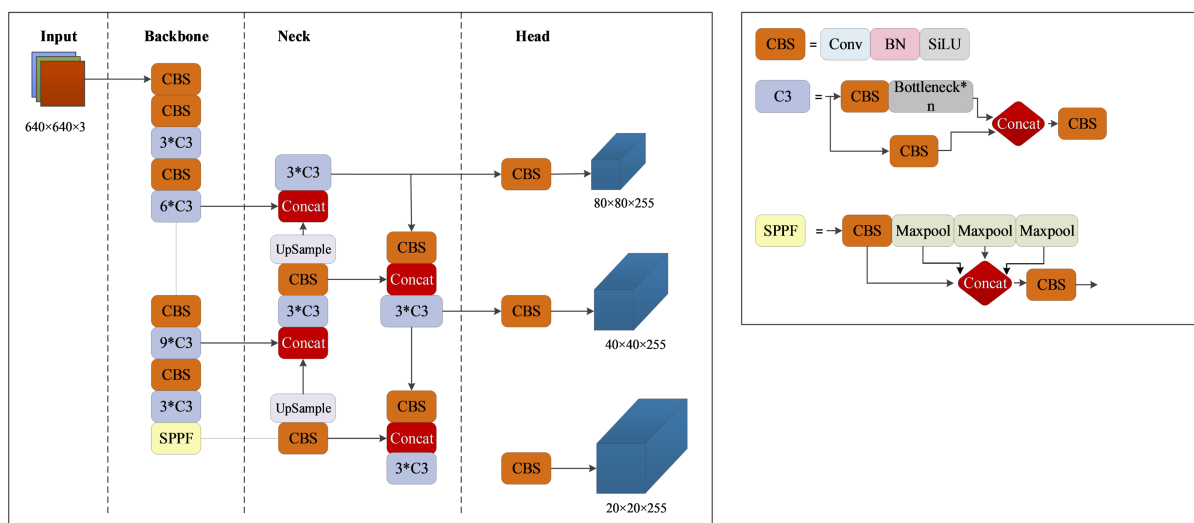 Input
Backbone
Neck
Head
640×640×3
CBS
CBS
3*C3
CBS
6*C3
CBS
9*C3
CBS
3*C3
SPPF
3*C3
Concat
UpSample
CBS
3*C3
Concat
UpSample
CBS
CBS
Concat
3*C3
CBS
Concat
3*C3
CBS
80×80×255
CBS
40×40×255
CBS
20×20×255
CBS = Conv BN SiLU
C3 = CBS Bottleneck*
n
Concat CBS
CBS
SPPF = CBS Maxpool Maxpool Maxpool
Concat CBS